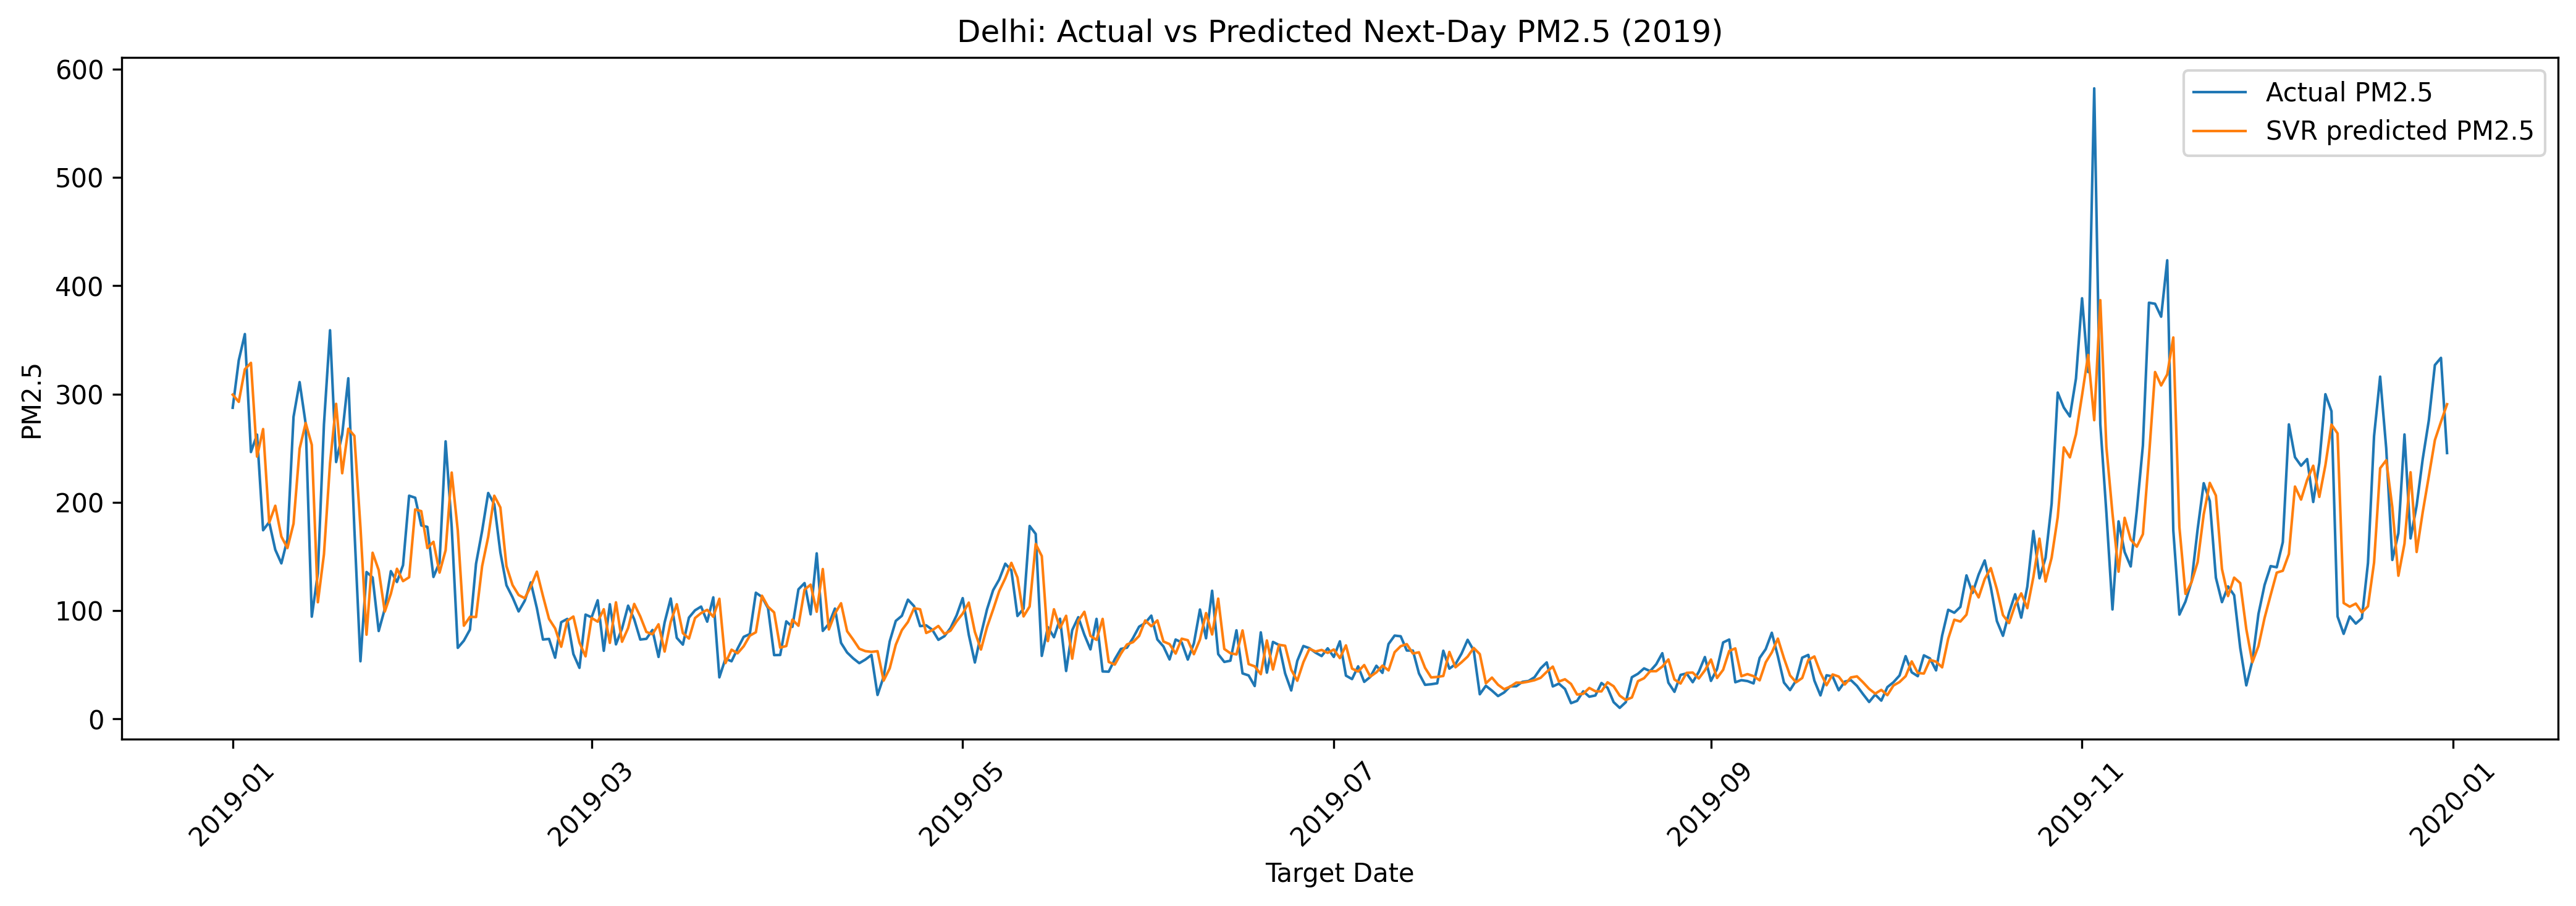 Delhi: Actual vs Predicted Next-Day PM2.5 (2019)
Actual PM2.5
SVR predicted PM2.5
PM2.5
600
500
400
300
200
100
0
2019-01
2019-03
2019-05
2019-07
2019-09
2019-11
2020-01
Target Date